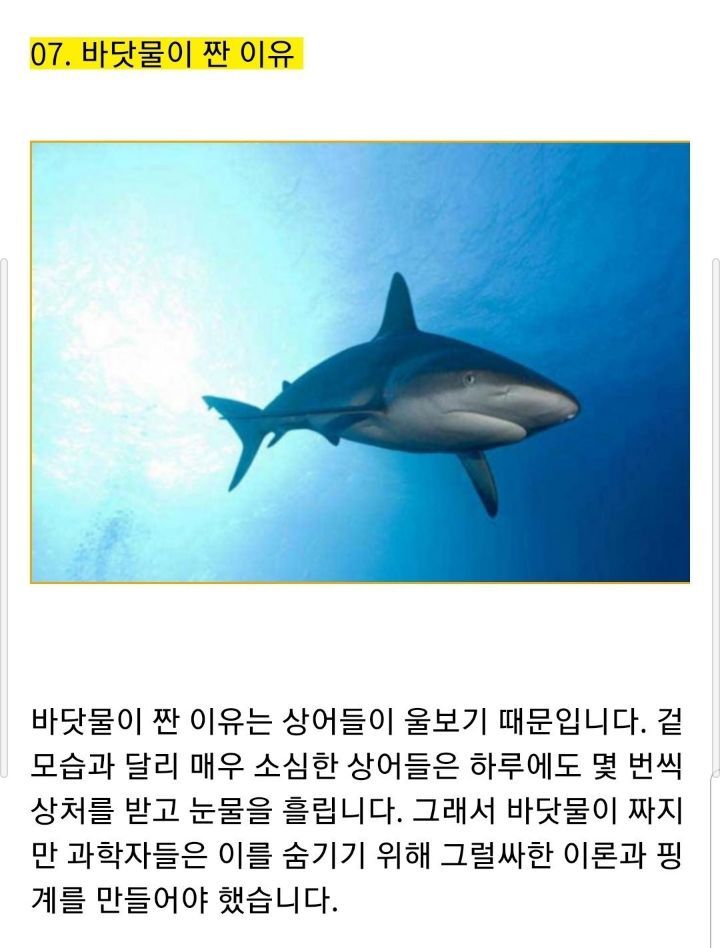 07. 바닷물이 짠 이유
바닷물이 짠 이유는 상어들이 울보기 때문입니다. 겉
모습과 달리 매우 소심한 상어들은 하루에도 몇 번씩
상처를 받고 눈물을 흘립니다. 그래서 바닷물이 짜지
만 과학자들은 이를 숨기기 위해 그럴싸한 이론과 핑
계를 만들어야 했습니다.